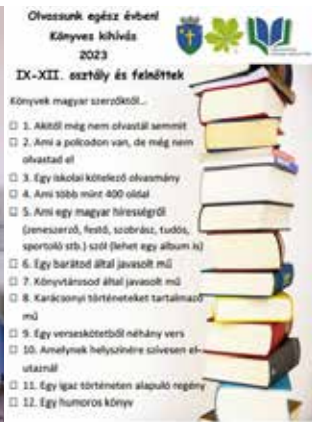 Olvassunk egész évben!
Könyves kihívás
2023
IX-XII. osztály és felnőttek
Könyvek magyar szerzőktől...
1. Akitől még nem olvastál semmit
2. Ami a polcodon van, de még nem
olvastad el
3. Egy iskolai kötelező olvasmány
4. Ami több mint 400 oldal
5. Ami egy magyar hírességről
(zeneszerző, festő, szobrász, tudós,
sportoló stb.) szól (lehet egy album is)
6. Egy barátod által javasolt mű
7. Könyvtárosod által javasolt mű
8. Karácsonyi történeteket tartalmazó
mű
9. Egy verseskötetből néhány vers
10. Amelynek helyszínére szívesen el-
utaznál
11. Egy igaz történeten alapuló regény
12. Egy humoros könyv